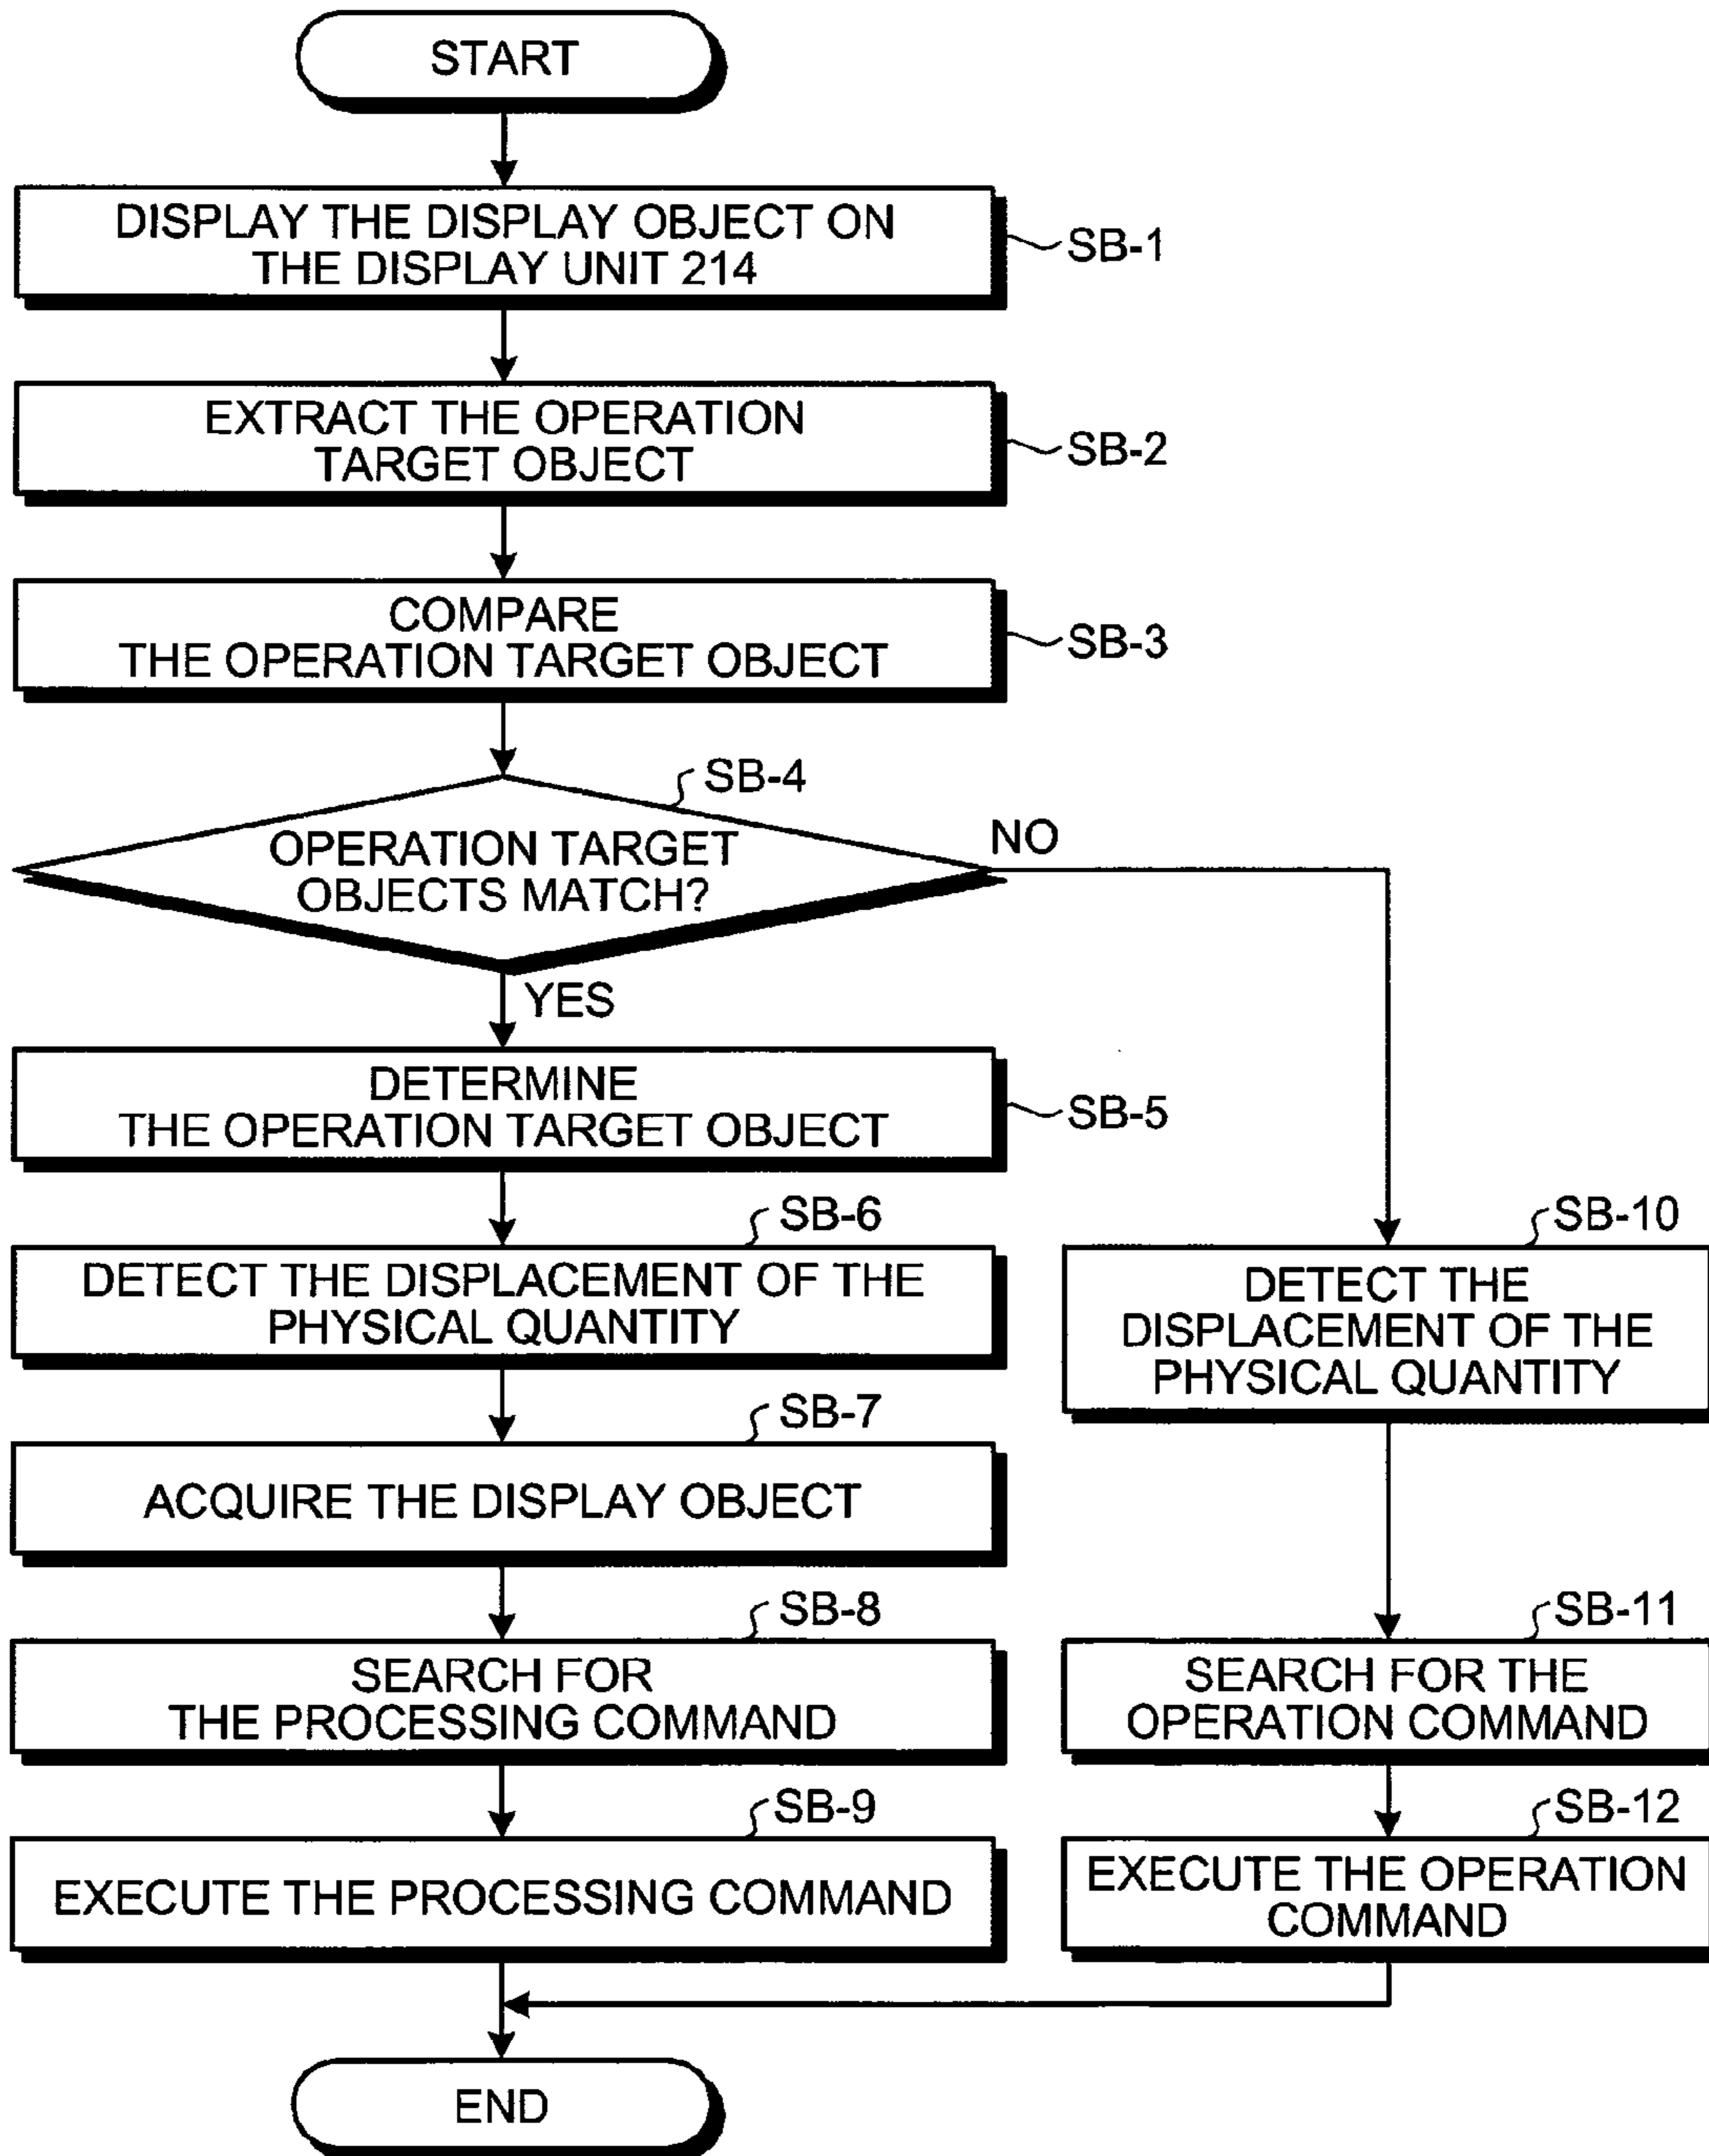 START
DISPLAY THE DISPLAY OBJECT ON
THE DISPLAY UNIT 214
SB-1
EXTRACT THE OPERATION
TARGET OBJECT
SB-2
COMPARE
THE OPERATION TARGET OBJECT
SB-3
SB-4
OPERATION TARGET
OBJECTS MATCH?
NO
YES
DETERMINE
THE OPERATION TARGET OBJECT
SB-5
SB-6
DETECT THE DISPLACEMENT OF THE
PHYSICAL QUANTITY
SB-7
ACQUIRE THE DISPLAY OBJECT
SB-8
SEARCH FOR
THE PROCESSING COMMAND
SB-9
EXECUTE THE PROCESSING COMMAND
SB-10
DETECT THE
DISPLACEMENT OF THE
PHYSICAL QUANTITY
SB-11
SEARCH FOR THE
OPERATION COMMAND
SB-12
EXECUTE THE OPERATION
COMMAND
END